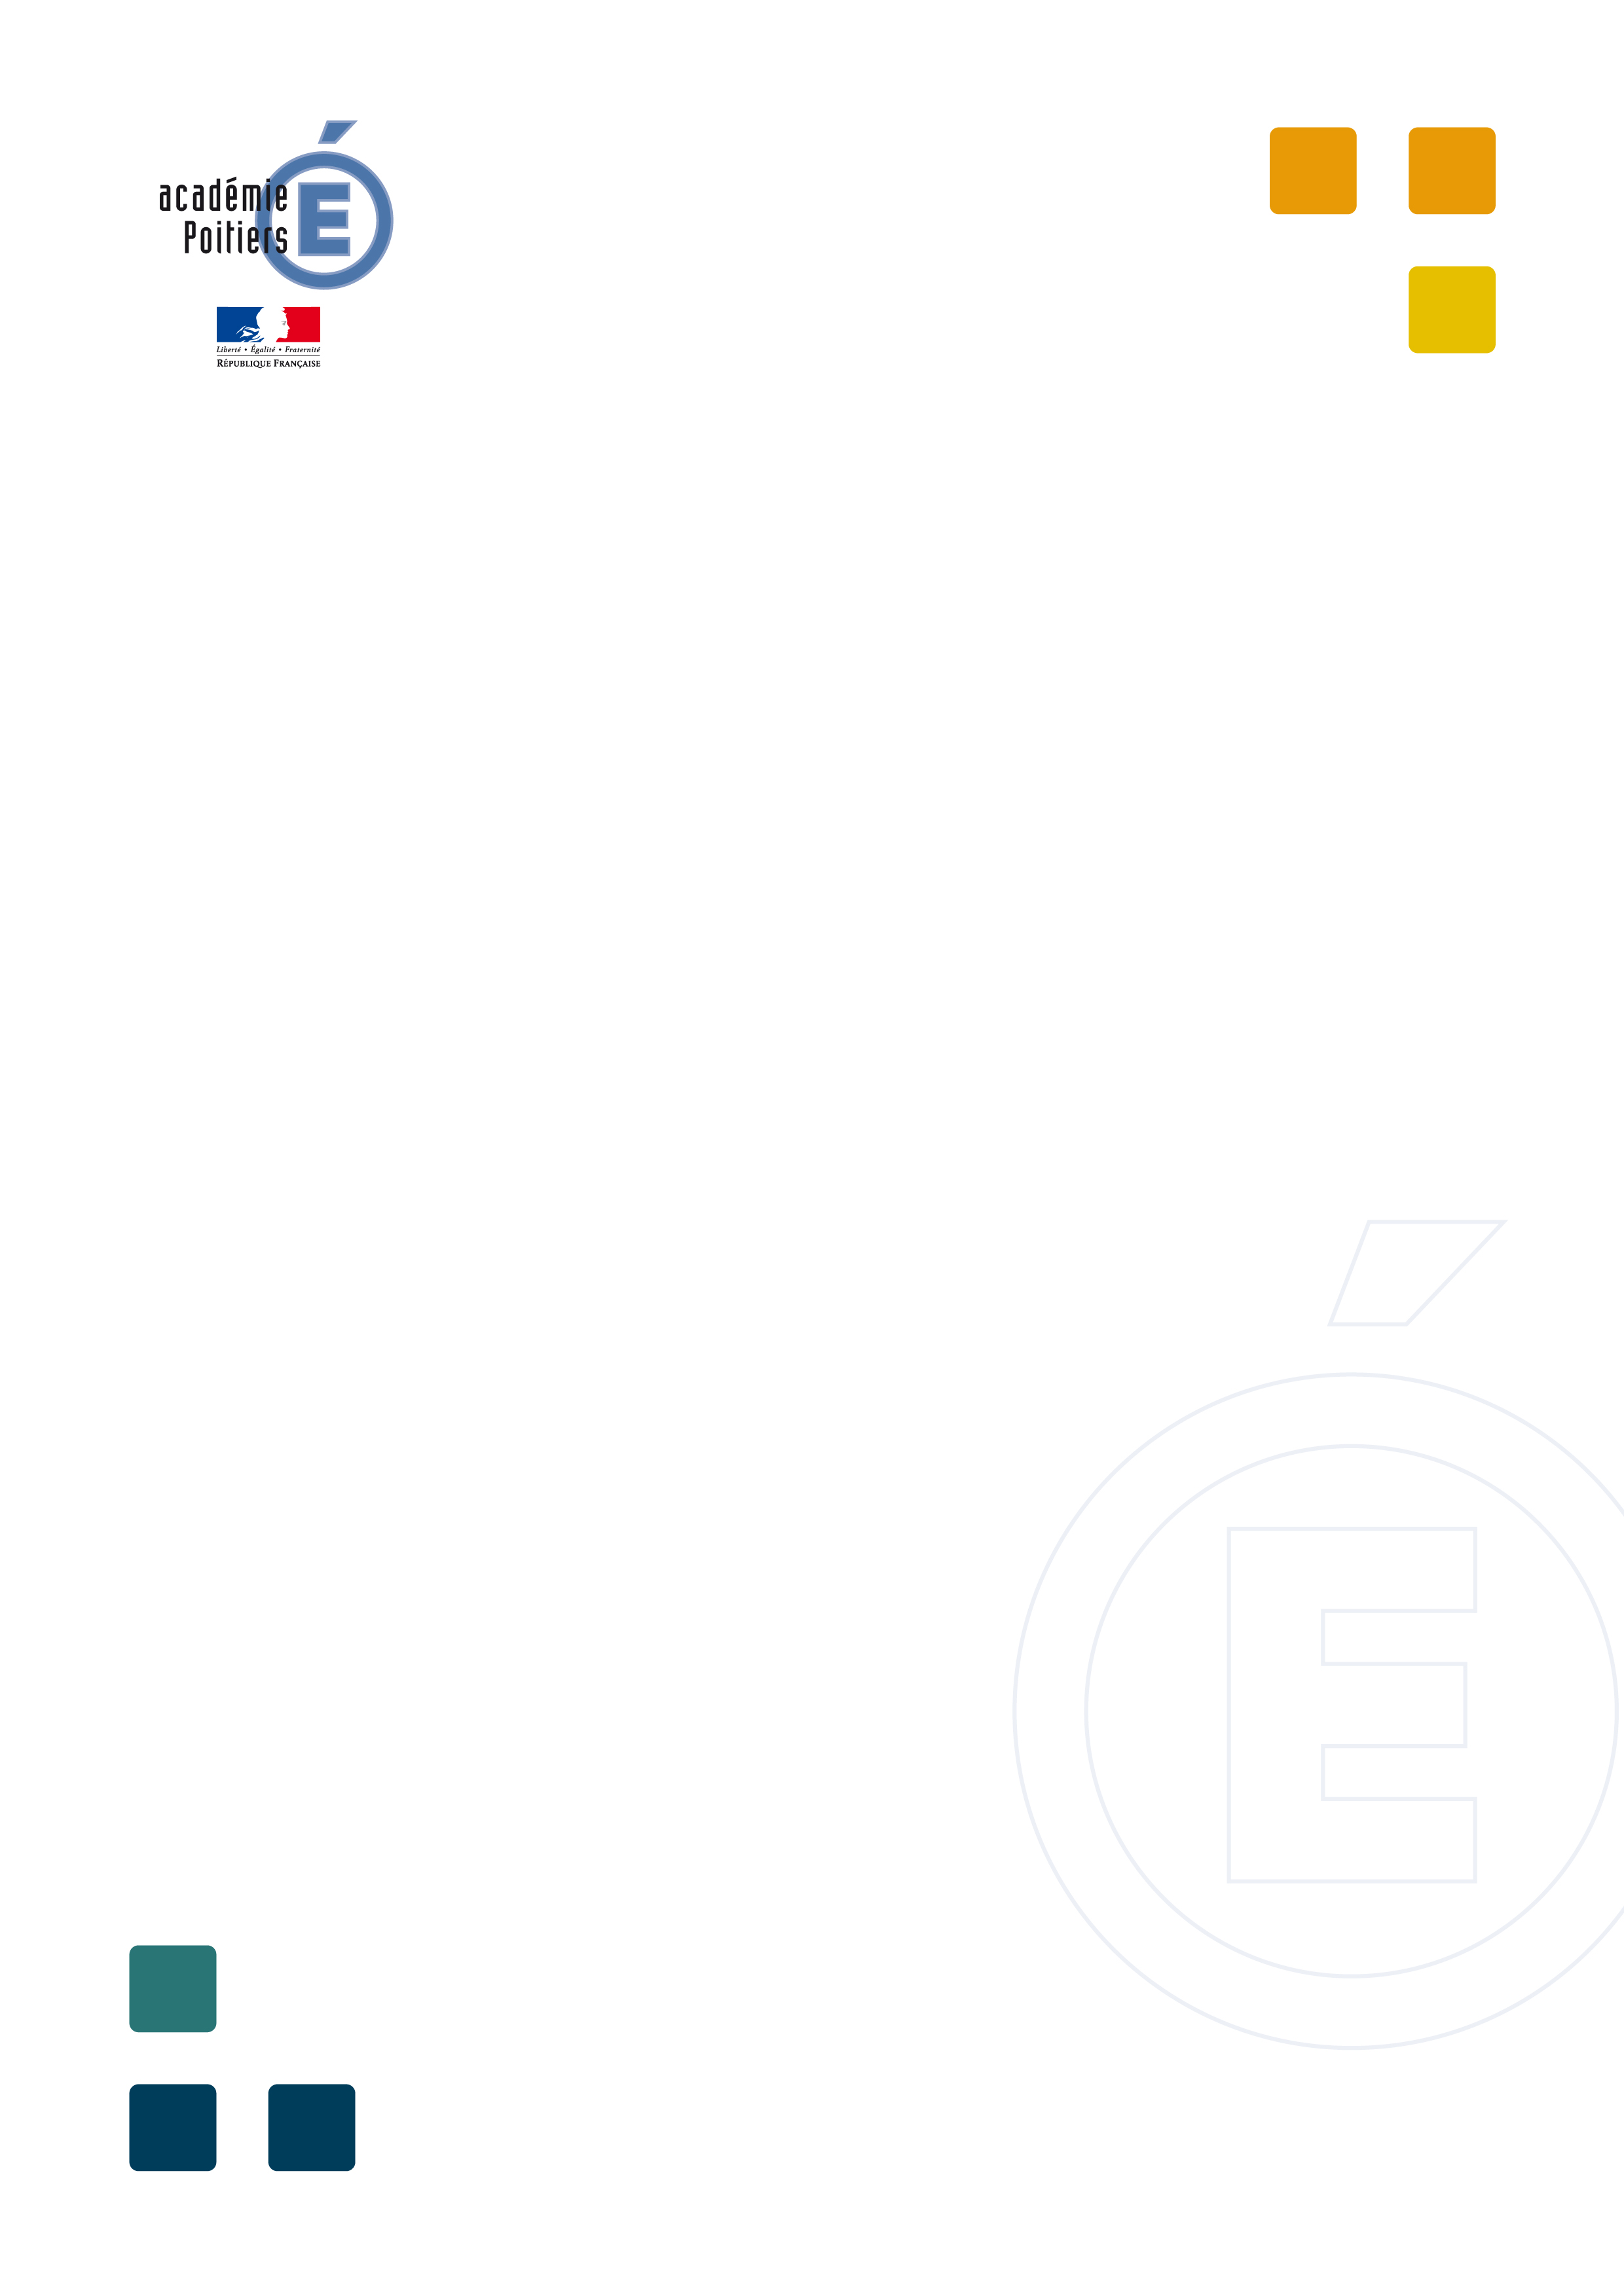 académie
Poitiers
É
Liberté • Égalité • Fraternité
RÉPUBLIQUE FRANÇAISE
É